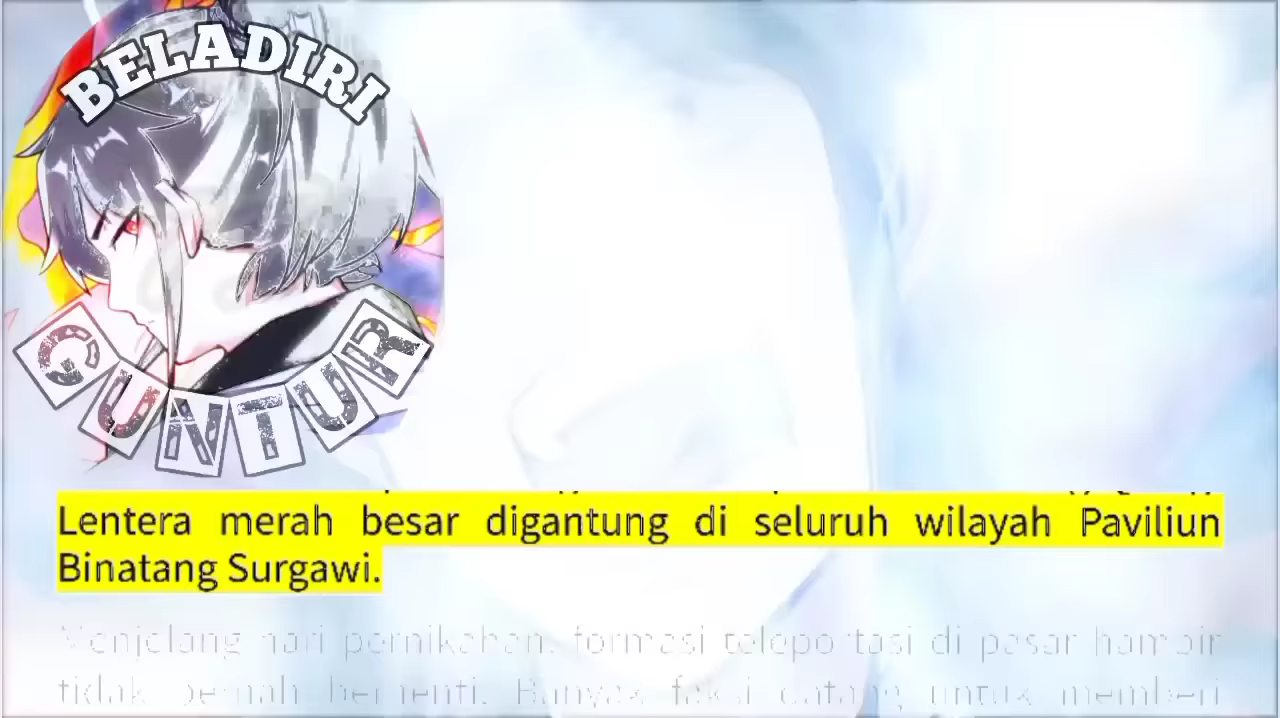 BELADIRI
GUNTUR
Lentera merah besar digantung di seluruh wilayah Paviliun
Binatang Surgawi.
Menjelang hari pernikahan, formasi teleportasi di pasar hampir
tidak pernah berhenti. Banyak faksi datang untuk memberi